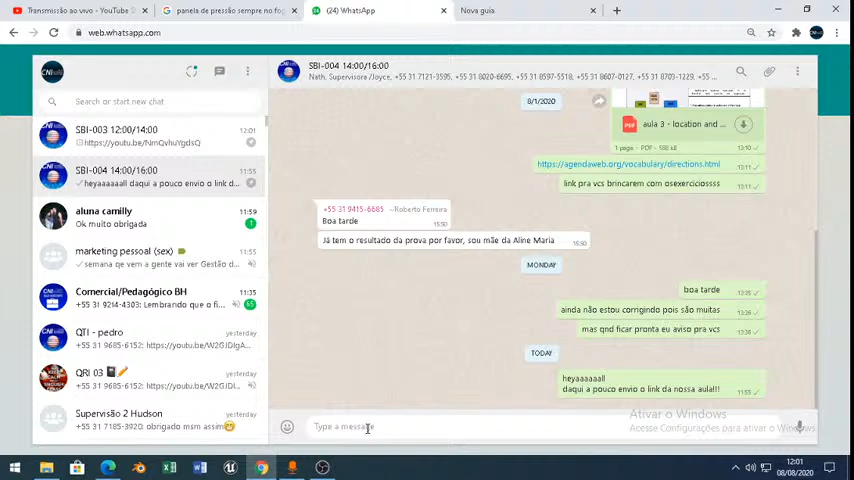 Transmissão ao vivo - YouTube
panela de pressão sempre no fog
(24) WhatsApp
Nova guia
web.whatsapp.com
SBI-004 14:00/16:00
Nath, Supervisora /Joyce, +55 31 7121-3595, +55 31 8020-6695, +55 31 8597-5518, +55 31 8607-0127, +55 31 8703-1229, +55 ...
Search or start new chat
SBI-003 12:00/14:00
12:01
https://youtu.be/NmQvhuYgdsQ
SBI-004 14:00/16:00
11:55
heyaaaaaall daqui a pouco envio o link d...
aluna camilly
11:59
Ok muito obrigada
1
marketing pessoal (sex)
11:55
semana qe vem a gente vai ver Gestão d...
Comercial/Pedagógico BH
11:35
+55 31 9214-4303: Lembrando que o fi...
65
QTI - pedro
yesterday
+55 31 9685-6152: https://youtu.be/W2GJDlgA...
QRI 03
yesterday
+55 31 9685-6152: https://youtu.be/W2GJDl...
Supervisão 2 Hudson
yesterday
+55 31 7185-3920: obrigado msm assim
8/1/2020
PDF
aula 3 - location and ...
1 page • PDF • 588 kB
13:10
https://agendaweb.org/vocabulary/directions.html
13:11
link pra vcs brincarem com osexerciciossss
13:11
+55 31 9415-6685 ~Roberto Ferreira
Boa tarde
15:50
Já tem o resultado da prova por favor, sou mãe da Aline Maria
15:50
MONDAY
boa tarde
ainda não estou corrigindo pois são muitas
mas qnd ficar pronta eu aviso pra vcs
TODAY
heyaaaaaall
daqui a pouco envio o link da nossa aula!!!
11:55
Type a message
Ativar o Windows
Acesse Configurações para ativar o Windows.
12:01
08/08/2020